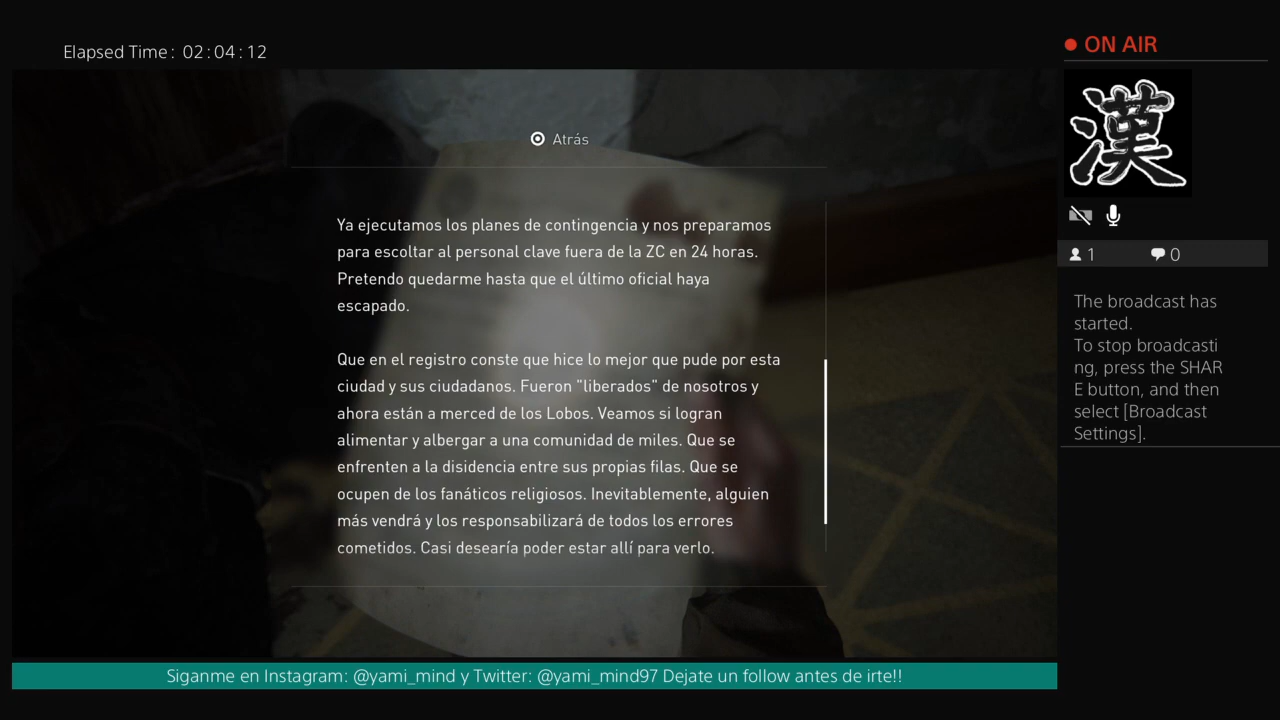 Elapsed Time: 02:04:12
ON AIR
漢
Atrás
1
0
Ya ejecutamos los planes de contingencia y nos preparamos
para escoltar al personal clave fuera de la ZC en 24 horas.
Pretendo quedarme hasta que el último oficial haya
escapado.
Que en el registro conste que hice lo mejor que pude por esta
ciudad y sus ciudadanos. Fueron "liberados" de nosotros y
ahora están a merced de los Lobos. Veamos si logran
alimentar y albergar a una comunidad de miles. Que se
enfrenten a la disidencia entre sus propias filas. Que se
ocupen de los fanáticos religiosos. Inevitablemente, alguien
más vendrá y los responsabilizará de todos los errores
cometidos. Casi desearía poder estar allí para verlo.
The broadcast has
started.
To stop broadcasti
ng, press the SHAR
E button, and then
select [Broadcast
Settings].
Siganme en Instagram: @yami_mind y Twitter: @yami_mind97 Dejate un follow antes de irte!!